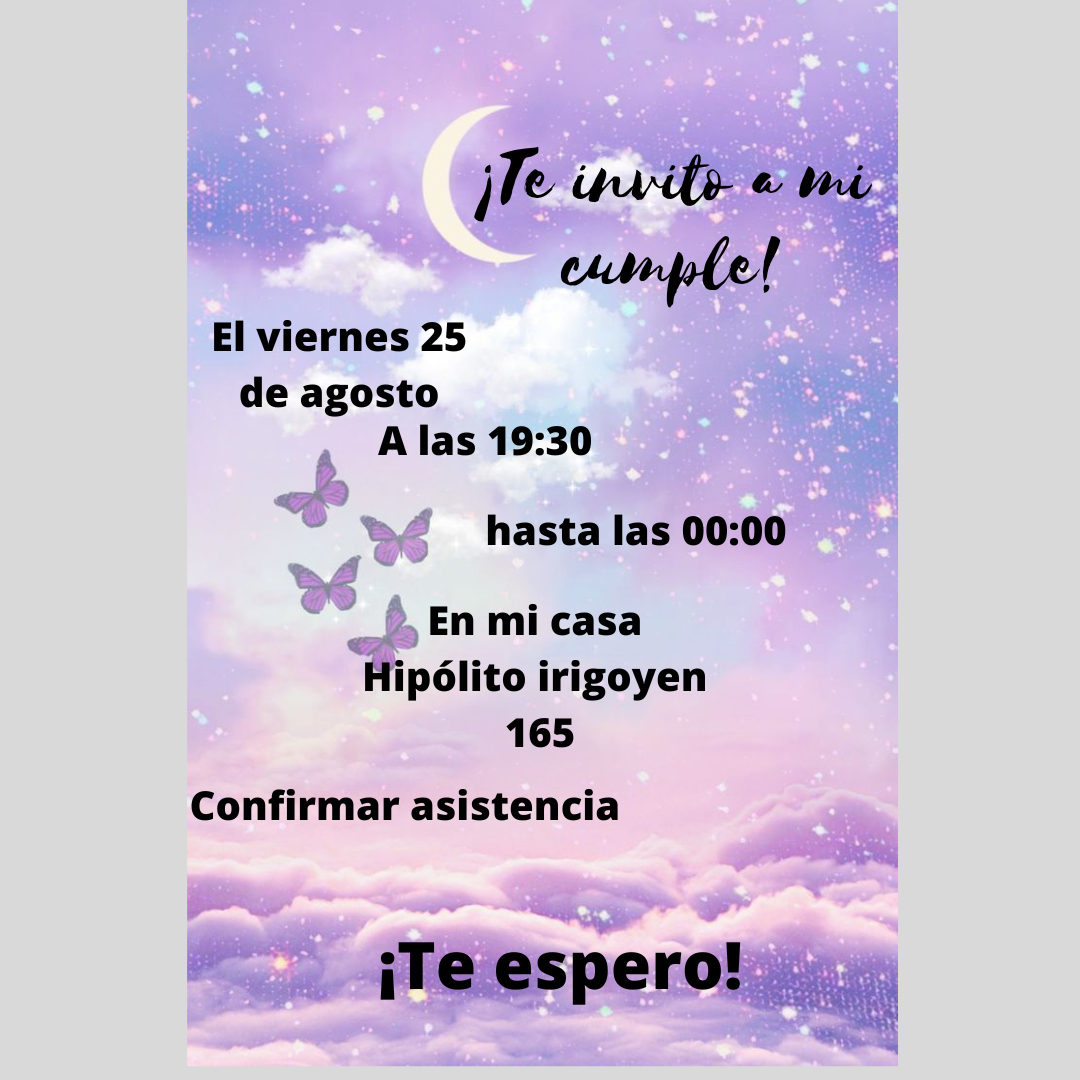 ¡Te invito a mi
cumple!
El viernes 25
de agosto
A las 19:30
hasta las 00:00
En mi casa
Hipólito irigoyen
165
Confirmar asistencia
¡Te espero!